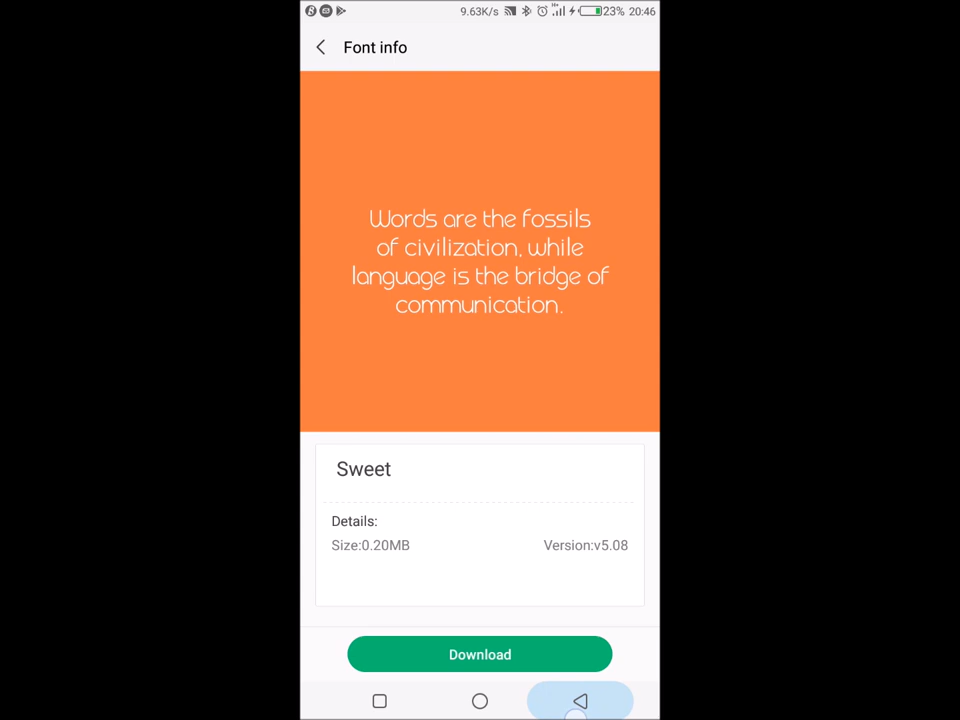 9.63K/s 23% 20:46
Font info
Words are the fossils
of civilization, while
language is the bridge of
communication.
Sweet
Details:
Size:0.20MB Version:v5.08
Download